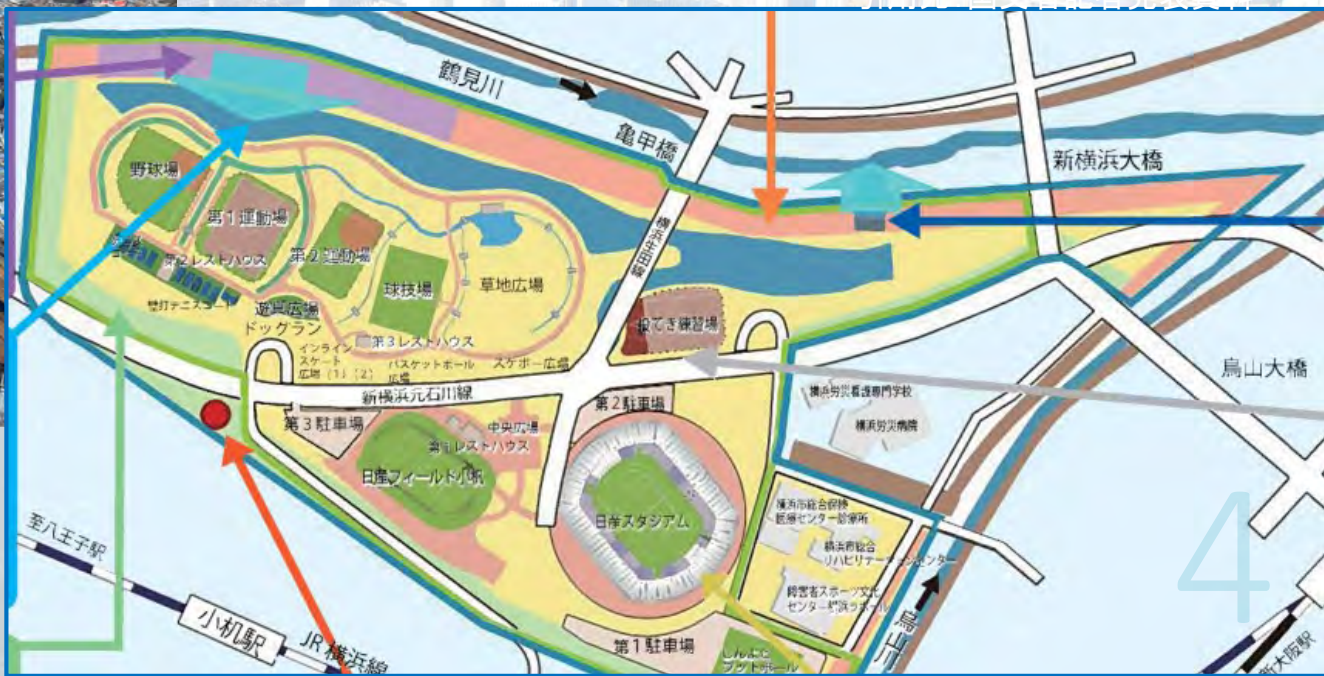 鶴見川
亀甲橋
新横浜大橋
野球場
第1運動場
第2レストハウス
第2運動場
球技場
草地広場
横浜生田線
壁打テニスコート
遊具広場
ドッグラン
第3レストハウス
投てき練習場
インライン
スケート
広場（1）（2）
バスケットボール
広場
スケボー広場
新横浜元石川線
鳥山大橋
横浜労災看護専門学校
横浜労災病院
第3駐車場
第2駐車場
中央広場
第1レストハウス
日産フィールド小机
日産スタジアム
横浜市総合保健
医療センター診療所
横浜市総合
リハビリテーションセンター
障害者スポーツ文化
センター横浜ラポール
鳥山川
至八王子駅
小机駅
JR横浜線
第1駐車場
しんよこ
フットボール
新大阪駅
4